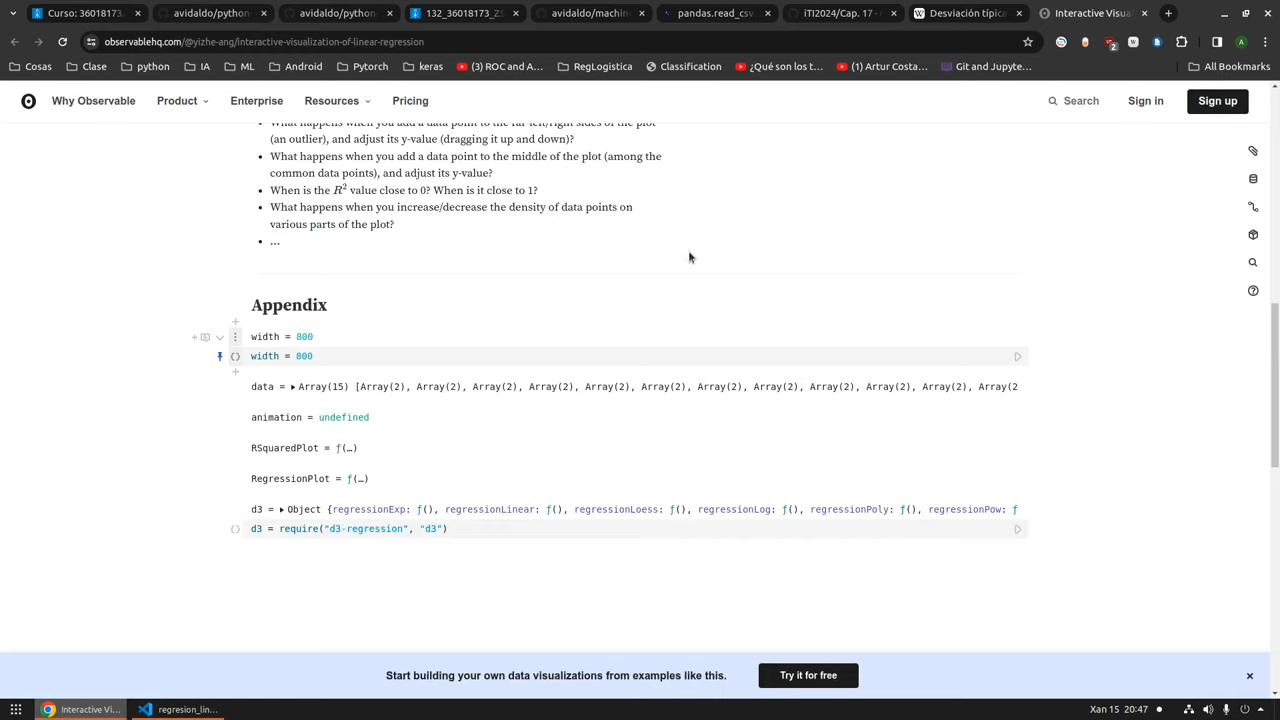 Curso: 36018173_
avidaldo/python
avidaldo/python-
132_36018173_ZS
avidaldo/machin
pandas.read_csv
iTI2024/Cap. 17 - A
Desviación típica
Interactive Visua
observablehq.com/@yizhe-ang/interactive-visualization-of-linear-regression
Cosas
Clase
python
IA
ML
Android
Pytorch
keras
(3) ROC and A...
RegLogistica
Classification
¿Qué son los t...
(1) Artur Costa...
Git and Jupyte...
All Bookmarks
Why Observable
Product
Enterprise
Resources
Pricing
Search
Sign in
Sign up
• What happens when you add a data point to the far left/right sides of the plot
(an outlier), and adjust its y-value (dragging it up and down)?
• What happens when you add a data point to the middle of the plot (among the
common data points), and adjust its y-value?
• When is the R² value close to 0? When is it close to 1?
• What happens when you increase/decrease the density of data points on
various parts of the plot?
• ...
Appendix
width = 800
width = 800
data = ▸Array(15) [Array(2), Array(2), Array(2), Array(2), Array(2), Array(2), Array(2), Array(2), Array(2), Array(2), Array(2), Array(2
animation = undefined
RSquaredPlot = ƒ(…)
RegressionPlot = ƒ(…)
d3 = ▸Object {regressionExp: ƒ(), regressionLinear: ƒ(), regressionLoess: ƒ(), regressionLog: ƒ(), regressionPoly: ƒ(), regressionPow: ƒ
d3 = require("d3-regression", "d3")
Start building your own data visualizations from examples like this.
Try it for free
Interactive Vi...
regresion_lin...
Xan 15 20:47